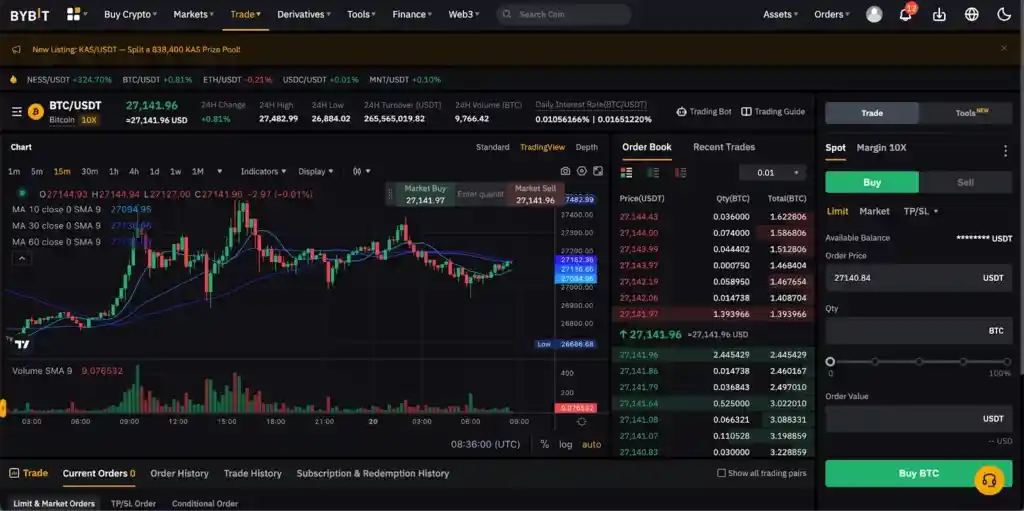 BYBIT Buy Crypto Markets Trade Derivatives Tools Finance Web3 Search Coin Assets Orders 12
New Listing: KAS/USDT — Split a 838,400 KAS Prize Pool!
NESS/USDT +324.70% BTC/USDT +0.81% ETH/USDT -0.21% USDC/USDT +0.01% MNT/USDT +0.10%
BTC/USDT 27,141.96 24H Change 24H High 24H Low 24H Turnover (USDT) 24H Volume (BTC) Daily Interest Rate(BTC/USDT) Trading Bot Trading Guide
Bitcoin 10X ≈27,141.96 USD +0.81% 27,482.99 26,884.02 265,565,019.82 9,766.42 0.01056166% | 0.01651220%
Trade Tools NEW
Chart Standard TradingView Depth
Order Book Recent Trades
Spot Margin 10X
1m 5m 15m 30m 1h 4h 1d 1w 1M Indicators Display
0.01
Buy Sell
O27144.93 H27144.94 L27127.00 C27141.96 -2.97 (-0.01%)
Market Buy Enter quantit Market Sell
27,141.97 27,141.96
27482.99
MA 10 close 0 SMA 9 27094.95
MA 30 close 0 SMA 9
MA 60 close 0 SMA 9
27400.00
27300.00
27200.00
27162.36
27136.66
27094.95
27000.00
26900.00
26800.00
Low 26686.68
Volume SMA 9 9.076532
400
200
9.076532
03:00 06:00 09:00 12:00 15:00 18:00 21:00 20 03:00 06:00 09:00
08:36:00 (UTC) % log auto
Price(USDT) Qty(BTC) Total(BTC)
27,144.43 0.036000 1.622806
27,144.00 0.074000 1.586806
27,143.99 0.044402 1.512806
27,143.97 0.000750 1.468404
27,142.19 0.058950 1.467654
27,142.06 0.014738 1.408704
27,141.97 1.393966 1.393966
27,141.96 ≈27,141.96 USD
27,141.96 2.445429 2.445429
27,141.86 0.014738 2.460167
27,141.79 0.036843 2.497010
27,141.64 0.525000 3.022010
27,141.08 0.066321 3.088331
27,141.07 0.110528 3.198859
27,140.83 0.030000 3.228859
Limit Market TP/SL
Available Balance ******** USDT
Order Price
27140.84 USDT
Qty
BTC
0 100%
Order Value
USDT
-- USD
Buy BTC
Trade Current Orders 0 Order History Trade History Subscription & Redemption History Show all trading pairs
Limit & Market Orders TP/SL Order Conditional Order